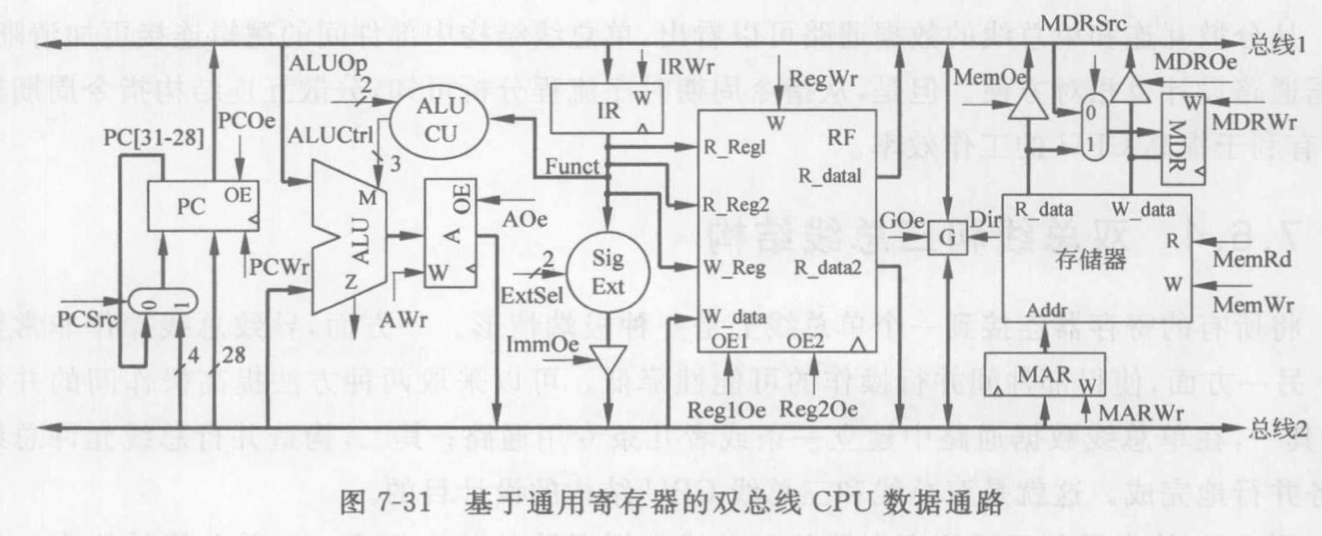 MDRSrc
总线1
ALUOp
IRWr
RegWr
MemOe
MDROe
2
ALU
CU
W
IR
W
RF
0
1
W
MDR
MDRWr
PC[31-28]
PCOe
ALUCtrl
3
Funct
R_Reg1
R_data1
OE
PC
M
ALU
Z
OE
A
W
AOe
R_Reg2
GOe
G
Dir
R_data
W_data
存储器
R
MemRd
W
MemWr
Addr
PCWr
PCSrc
0
1
AWr
2
ExtSel
Sig
Ext
W_Reg
R_data2
W_data
OE1
OE2
4
28
ImmOe
MAR
W
MARWr
Reg1Oe
Reg2Oe
总线2
图 7-31 基于通用寄存器的双总线 CPU 数据通路